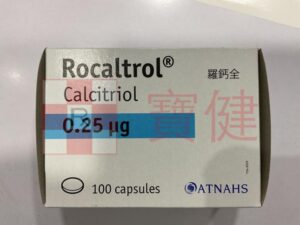 Rocaltrol®
羅鈣全
Calcitriol
寶健
R
0.25 µg
100 capsules
ATNAHS